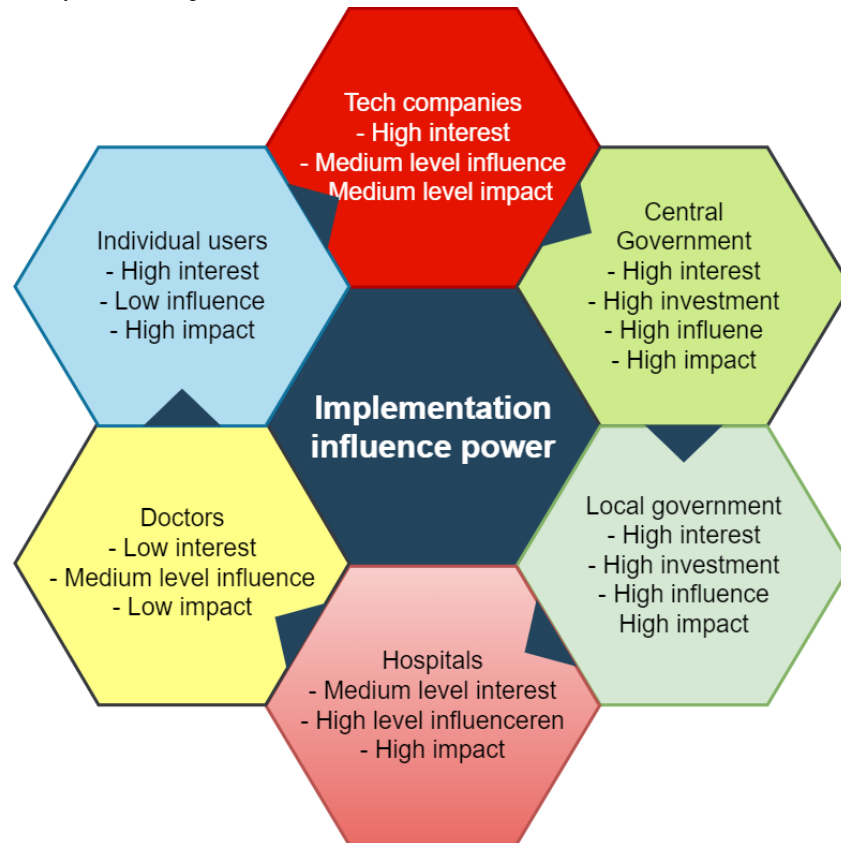 Tech companies
- High interest
- Medium level influence
Medium level impact
Central
Government
- High interest
- High investment
- High influene
- High impact
Individual users
- High interest
- Low influence
- High impact
Implementation
influence power
Local government
- High interest
- High investment
- High influence
High impact
Doctors
- Low interest
- Medium level influence
- Low impact
Hospitals
- Medium level interest
- High level influenceren
- High impact